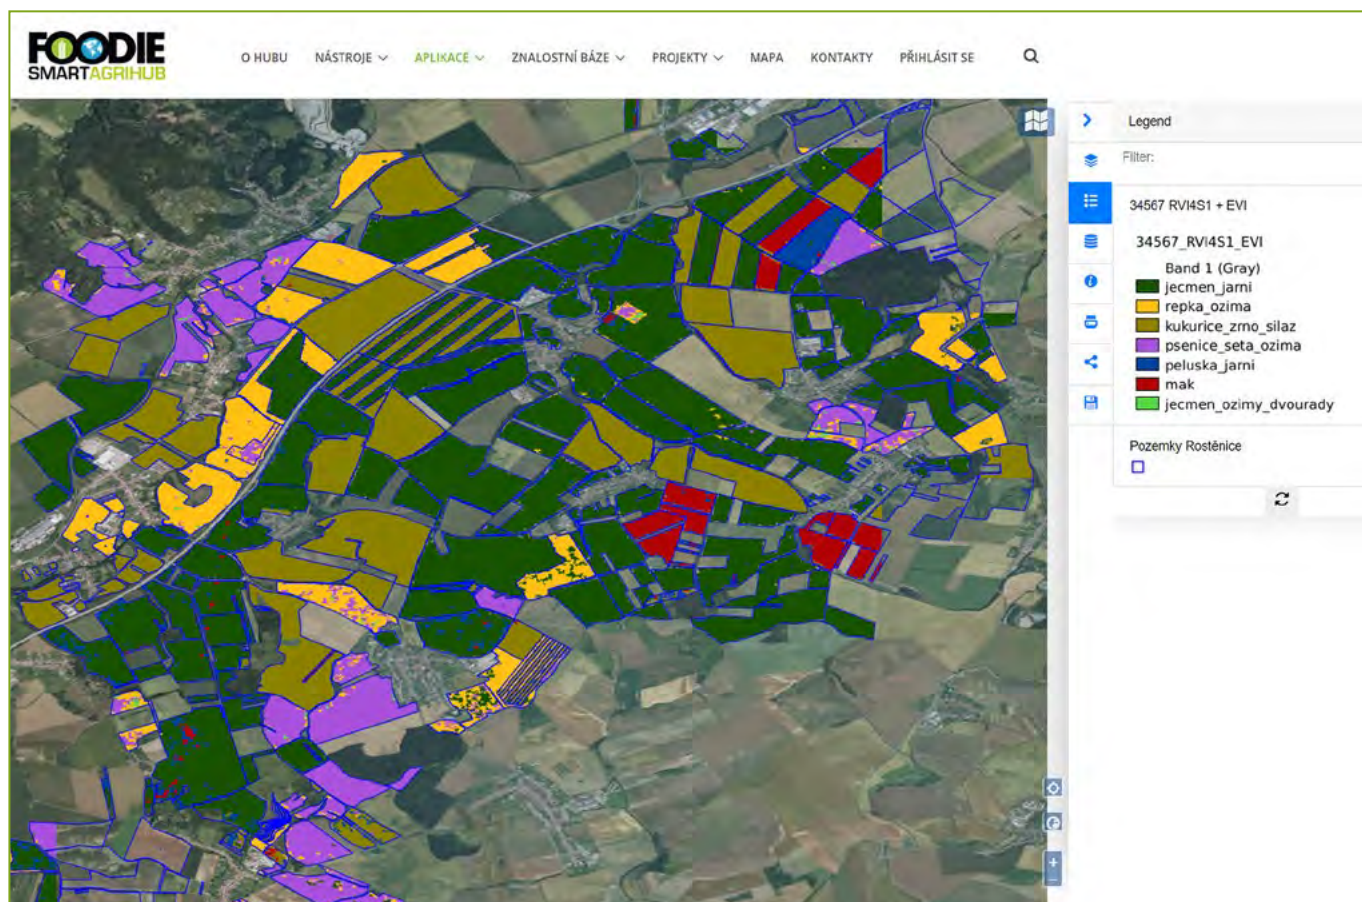 FOODIE
SMARTAGRIHUB
O HUBU
NÁSTROJE
APLIKACE
ZNALOSTNÍ BÁZE
PROJEKTY
MAPA
KONTAKTY
PŘIHLÁSIT SE
Legend
Filter:
34567 RVI4S1 + EVI
34567_RVI4S1_EVI
Band 1 (Gray)
jecmen_jarni
repka_ozima
kukurice_zrno_silaz
psenice_seta_ozima
peluska_jarni
mak
jecmen_ozimy_dvourady
Pozemky Rostěnice